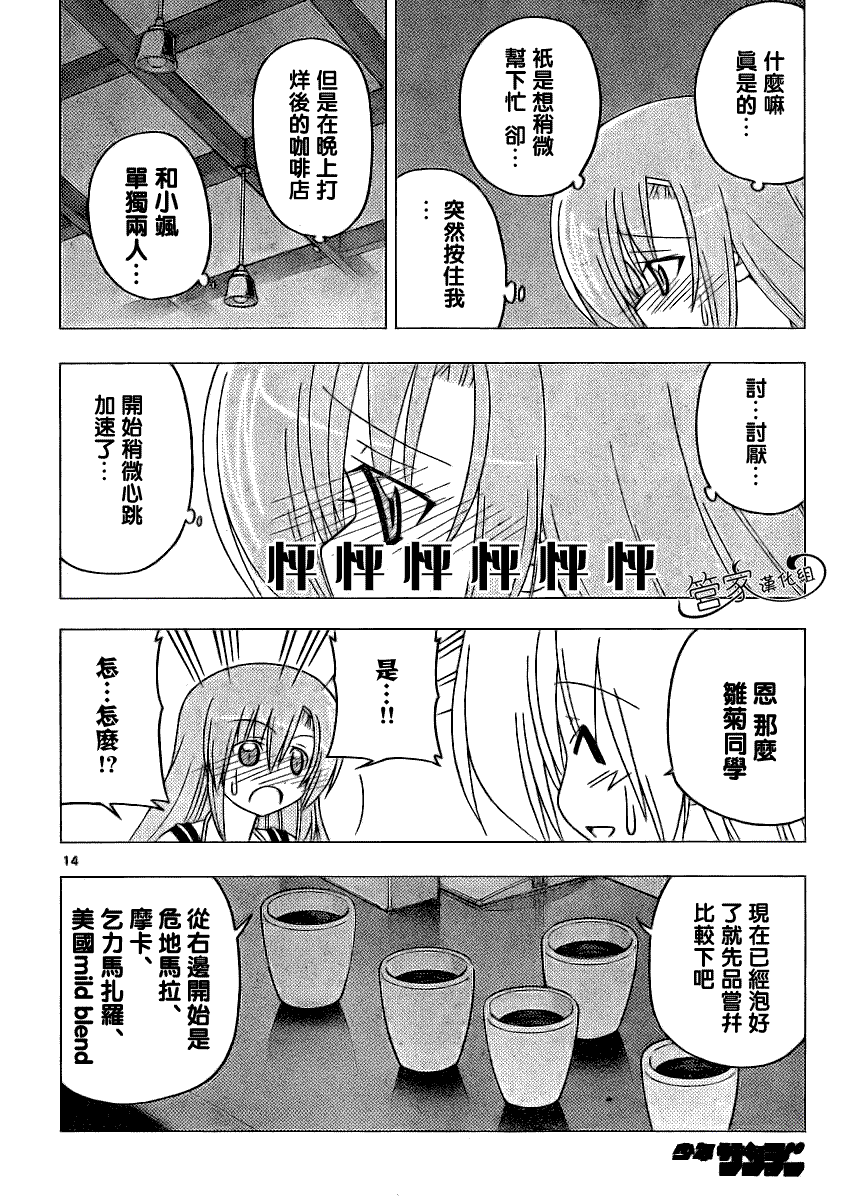 什麼嘛
眞是的…
祇是想稍微
幫下忙 卻…
突然按住我
…
但是在晚上打
烊後的咖啡店
和小颯
單獨兩人…
討…討厭…
開始稍微心跳
加速了…
怦怦怦怦怦怦
管家漢化組
恩 那麼
雛菊同學
是…!!
怎…怎麼!?
14
現在已經泡好
了就先品嘗并
比較下吧
從右邊開始是
危地馬拉、
摩卡、
乞力馬扎羅、
美國mild blend
少年サンデー